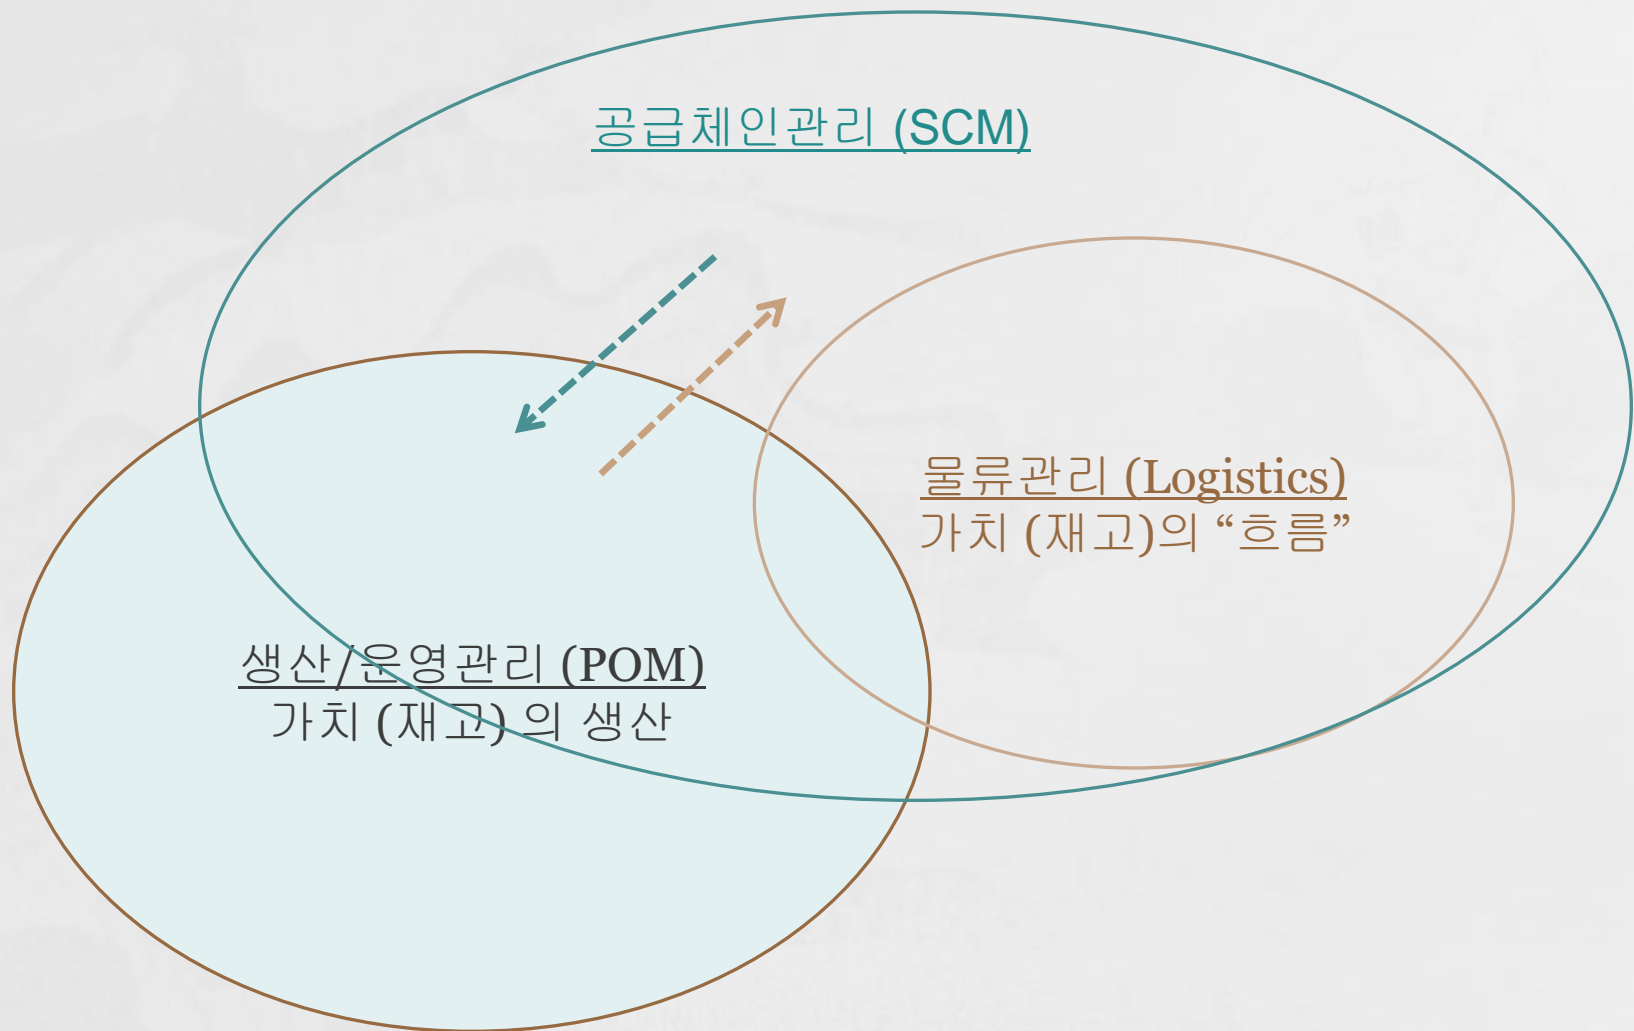 공급체인관리 (SCM)
물류관리 (Logistics)
가치 (재고)의 “흐름”
생산/운영관리 (POM)
가치 (재고) 의 생산